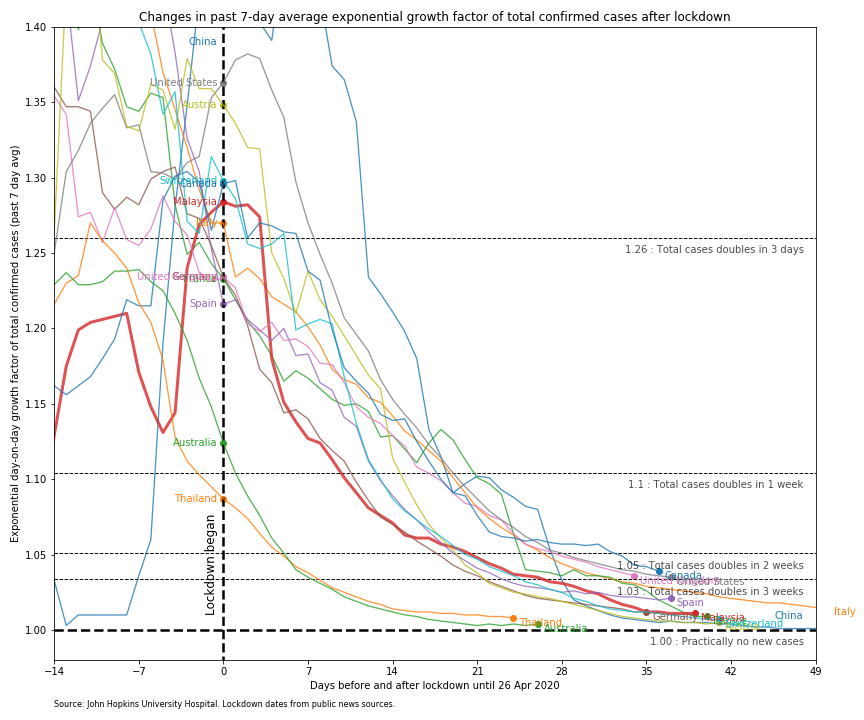 Changes in past 7-day average exponential growth factor of total confirmed cases after lockdown
1.40
China
United States
1.35
Austria
1.30
Switzerland
Canada
Malaysia
Italy
1.26 : Total cases doubles in 3 days
1.25
United Kingdom
Germany
France
Spain
1.20
1.15
Australia
1.1 : Total cases doubles in 1 week
1.10
Thailand
Exponential day-on-day growth factor of total confirmed cases (past 7 day avg)
Lockdown began
1.05
1.05 : Total cases doubles in 2 weeks
Canada
United States
1.03 : Total cases doubles in 3 weeks
Spain
Italy
China
Germany
Malaysia
Thailand
Switzerland
Australia
1.00
1.00 : Practically no new cases
−14
−7
0
7
14
21
28
35
42
49
Days before and after lockdown until 26 Apr 2020
Source: John Hopkins University Hospital. Lockdown dates from public news sources.